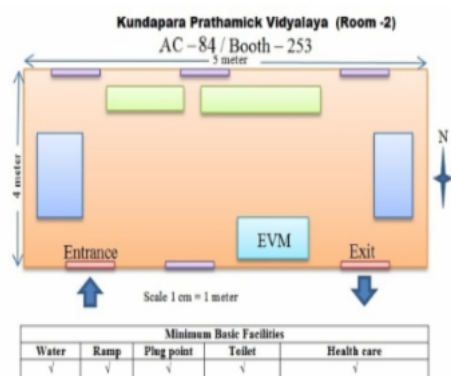 Kundapara Prathamick Vidyalaya (Room -2)
AC - 84 / Booth - 253
5 meter
N
4 meter
Entrance
EVM
Exit
Scale 1 cm = 1 meter
Minimum Basic Facilities
Water Ramp Plug point Toilet Health care
√ √ √ √ √